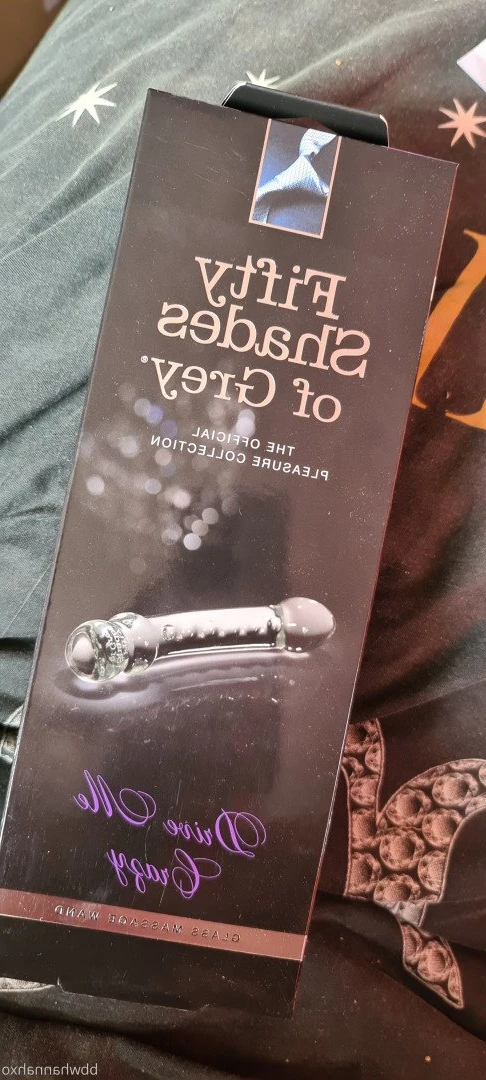 Fifty
Shades
of Grey®
THE OFFICIAL
PLEASURE COLLECTION
Drive Me
Crazy
GLASS MASSAGE WAND
bbwhannahxo